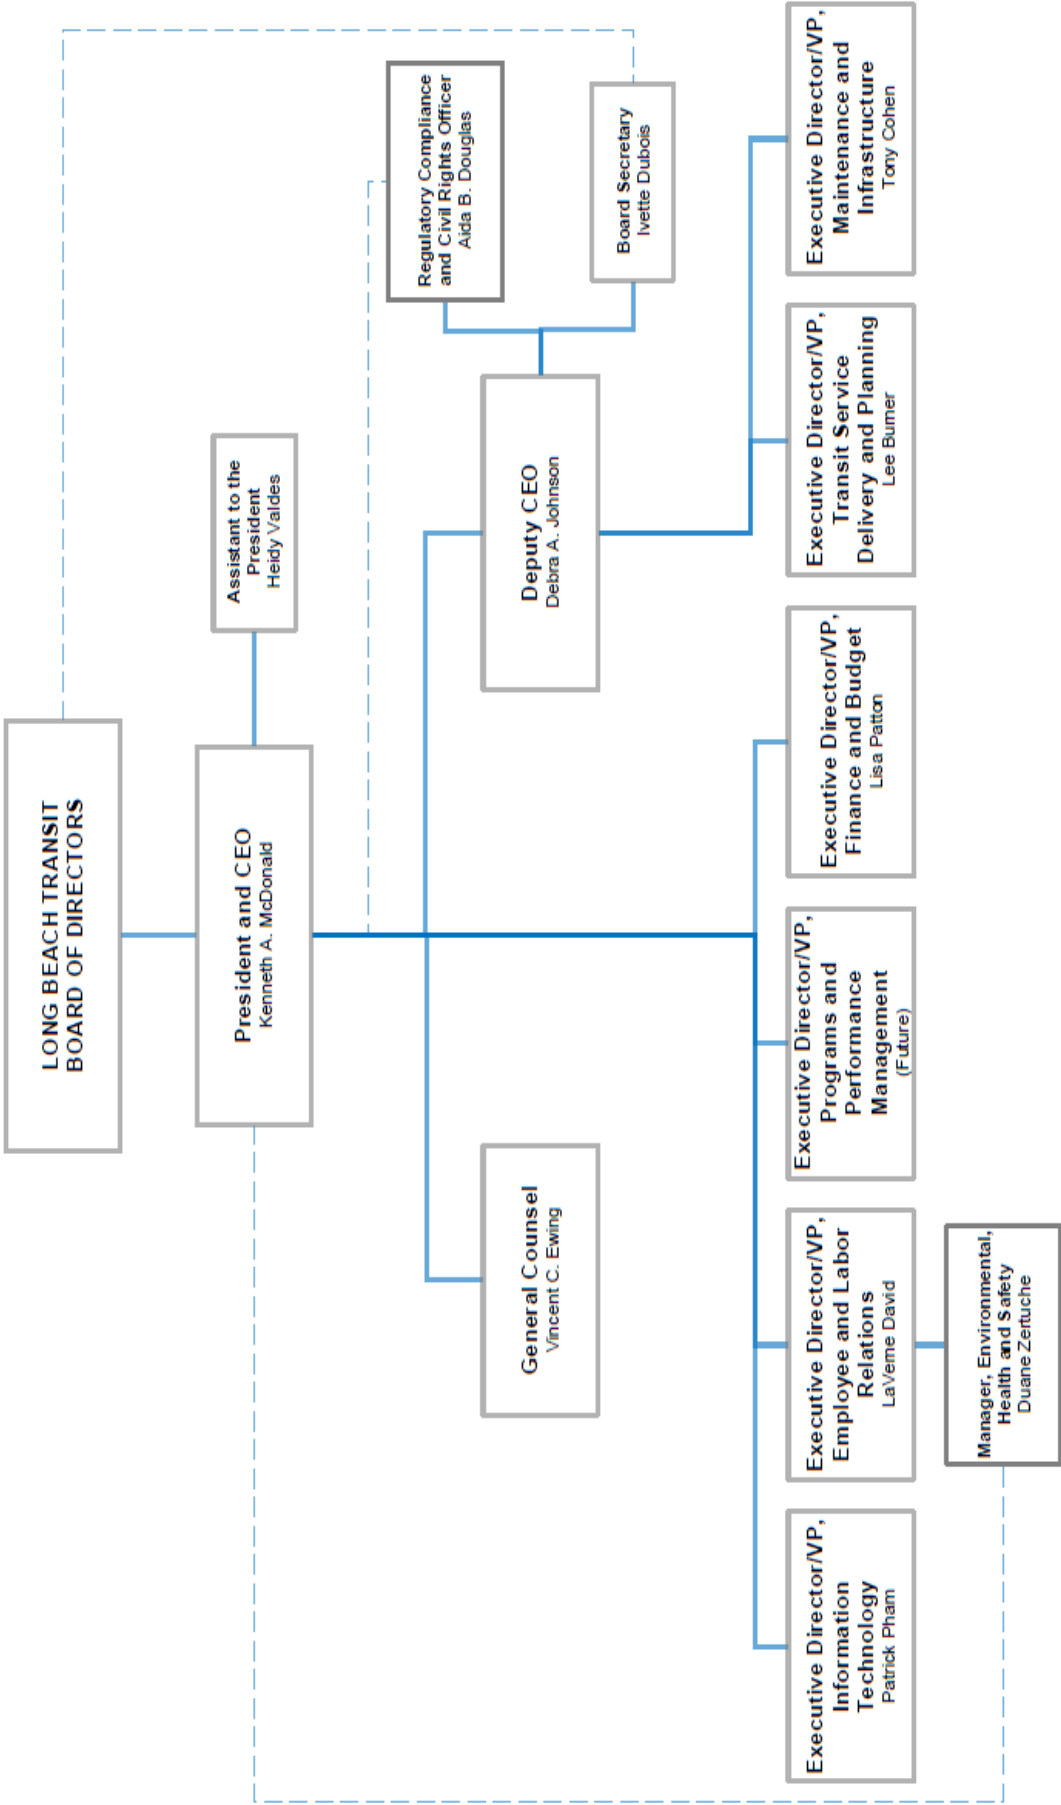 LONG BEACH TRANSIT
BOARD OF DIRECTORS
President and CEO
Kenneth A. McDonald
Assistant to the
President
Heidy Valdes
Regulatory Compliance
and Civil Rights Officer
Aida B. Douglas
General Counsel
Vincent C. Ewing
Deputy CEO
Debra A. Johnson
Board Secretary
Ivette Dubois
Executive Director/VP,
Information
Technology
Patrick Pham
Executive Director/VP,
Employee and Labor
Relations
LaVerne David
Executive Director/VP,
Programs and
Performance
Management
(Future)
Executive Director/VP,
Finance and Budget
Lisa Patton
Executive Director/VP,
Transit Service
Delivery and Planning
Lee Burner
Executive Director/VP,
Maintenance and
Infrastructure
Tony Cohen
Manager, Environmental,
Health and Safety
Duane Zertuche